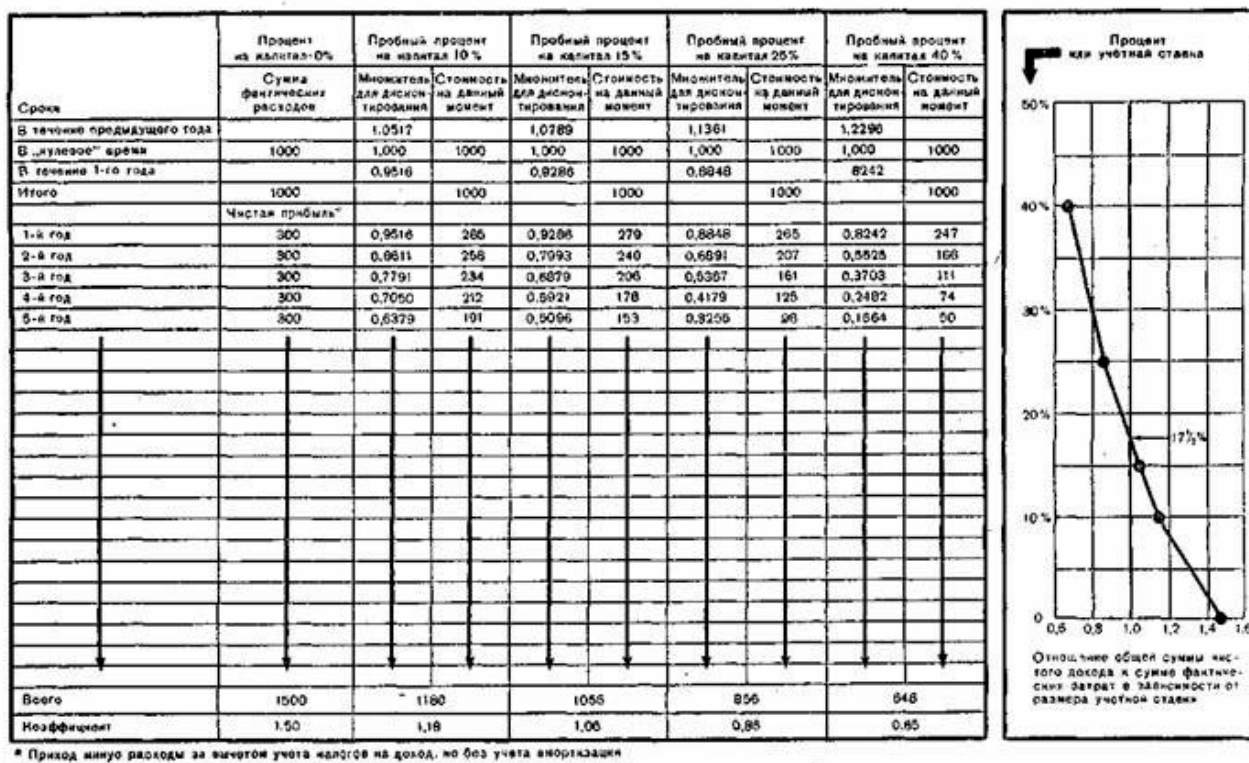 Процент на капитал-0% Пробный процент на капитал 10% Пробный процент на капитал 15% Пробный процент на капитал 25% Пробный процент на капитал 40%
Сроки Сумма фактических расходов Множитель для дисконтирования Стоимость на данный момент Множитель для дисконтирования Стоимость на данный момент Множитель для дисконтирования Стоимость на данный момент Множитель для дисконтирования Стоимость на данный момент
В течение предыдущего года 1,0517 1,0789 1,1361 1,2296
В „нулевое" время 1000 1,000 1000 1,000 1000 1,000 1000 1,000 1000
В течение 1-го года 0,9516 0,9286 0,8848 8242
Итого 1000 1000 1000 1000 1000
Чистая прибыль*
1-й год 300 0,9516 285 0,9286 279 0,8848 265 0,8242 247
2-й год 300 0,8611 258 0,7993 240 0,6891 207 0,5525 166
3-й год 300 0,7791 234 0,6879 206 0,5367 161 0,3703 111
4-й год 300 0,7050 212 0,5921 178 0,4179 125 0,2482 74
5-й год 300 0,6379 191 0,5096 153 0,3255 98 0,1664 50
Всего 1500 1180 1056 856 648
Коэффициент 1.50 1,18 1,06 0,86 0.65
* Приход минус расходы за вычетом учета налогов на доход, но без учета амортизации
Процент или учетная ставка
50%
40%
30%
20%
17½%
10%
0
0,6 0,8 1,0 1,2 1,4 1,6
Отношение общей суммы чис-
того дохода к сумме фактиче-
ских затрат в зависимости от
размера учетной ставки